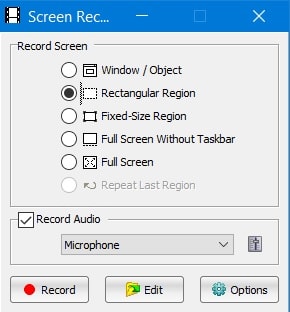 Screen Rec...
Record Screen
Window / Object
Rectangular Region
Fixed-Size Region
Full Screen Without Taskbar
Full Screen
Repeat Last Region
Record Audio
Microphone
Record
Edit
Options